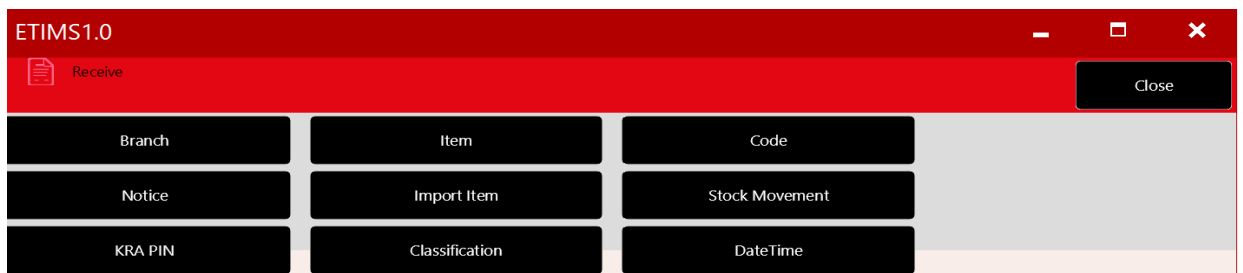 ETIMS1.0
Receive
Close
Branch Item Code
Notice Import Item Stock Movement
KRA PIN Classification DateTime